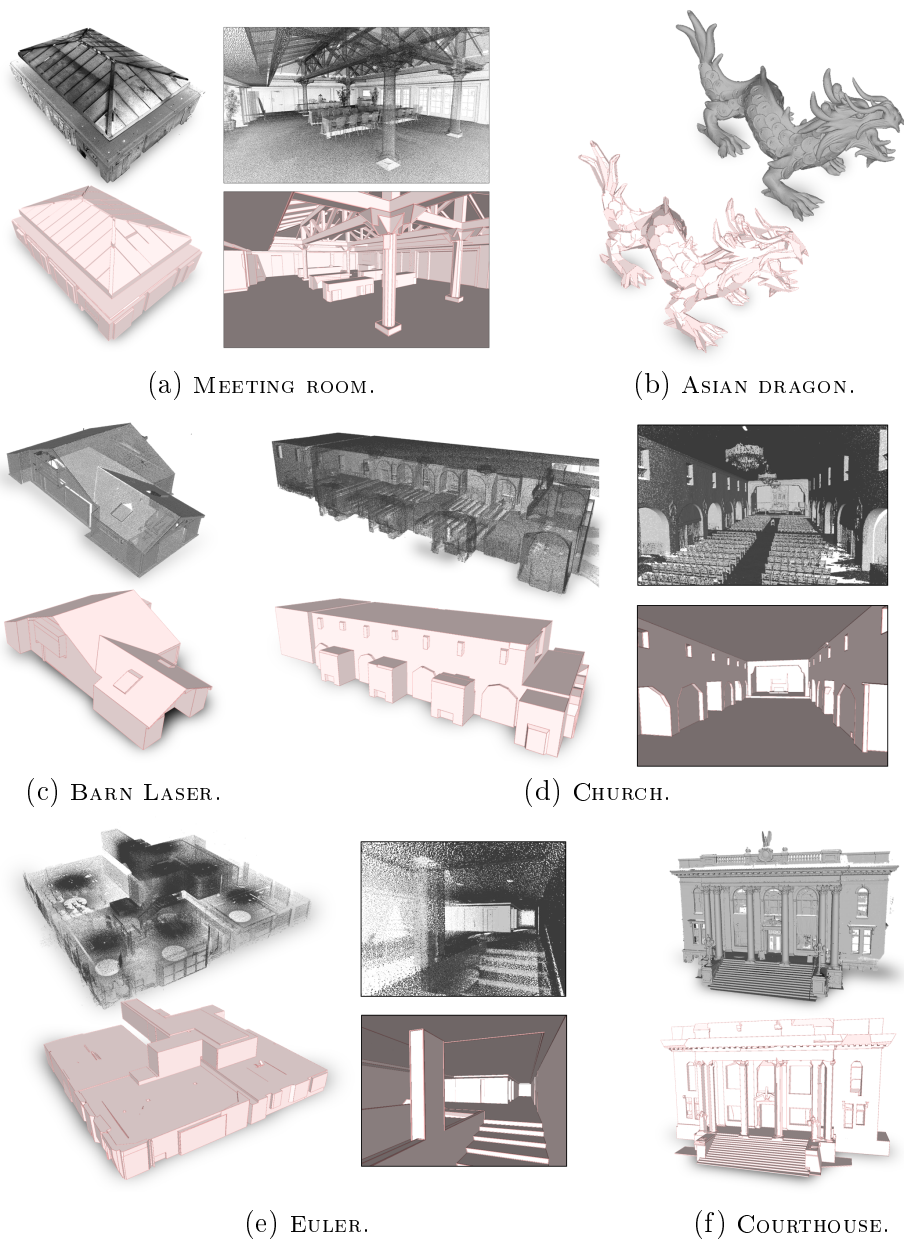 (a) Meeting room.
(b) Asian dragon.
(c) Barn Laser.
(d) Church.
(e) Euler.
(f) Courthouse.